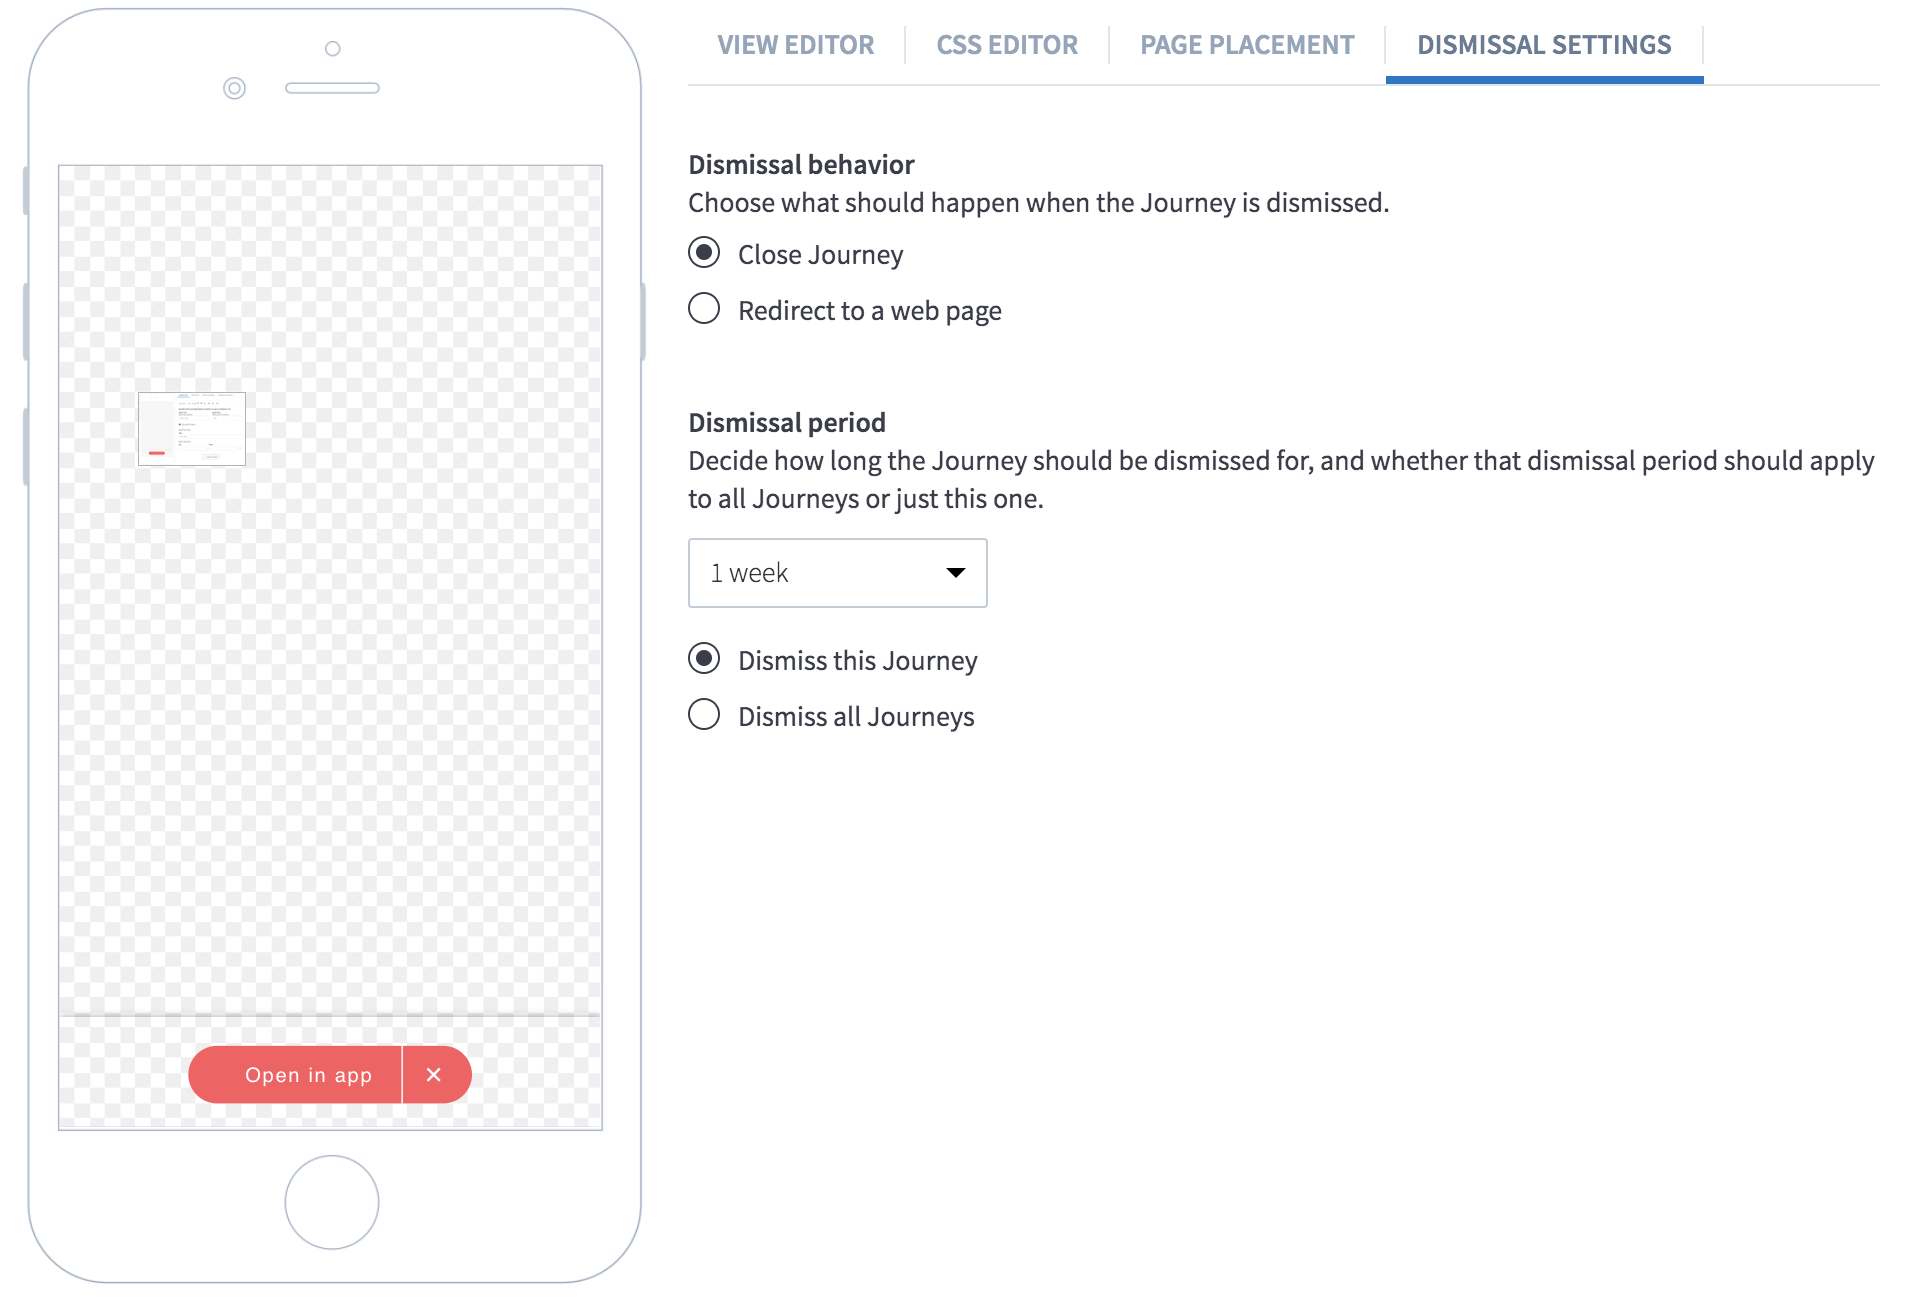 VIEW EDITOR
CSS EDITOR
PAGE PLACEMENT
DISMISSAL SETTINGS
Dismissal behavior
Choose what should happen when the Journey is dismissed.
Close Journey
Redirect to a web page
Dismissal period
Decide how long the Journey should be dismissed for, and whether that dismissal period should apply
to all Journeys or just this one.
1 week
Dismiss this Journey
Dismiss all Journeys
Open in app